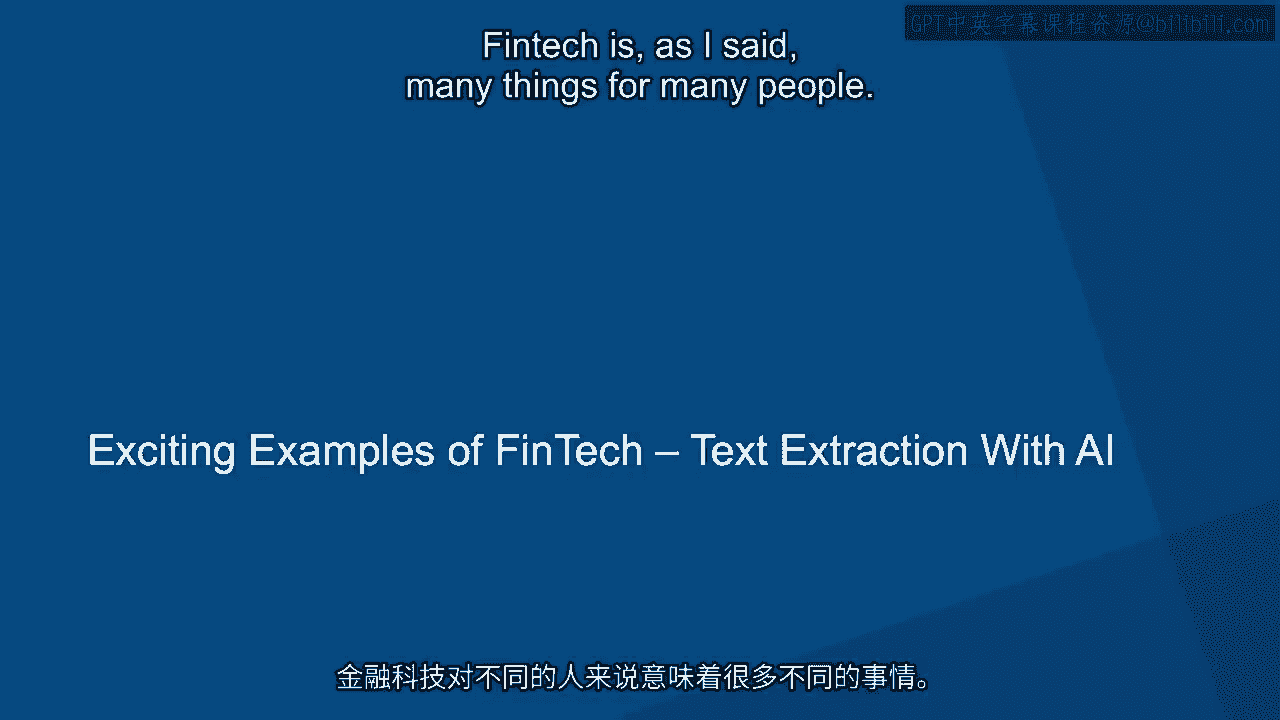 GPT中英字幕课程资源@bilibili.com
Fintech is, as I said,
many things for many people.
Exciting Examples of FinTech – Text Extraction With AI
金融科技对不同的人来说意味着很多不同的事情。